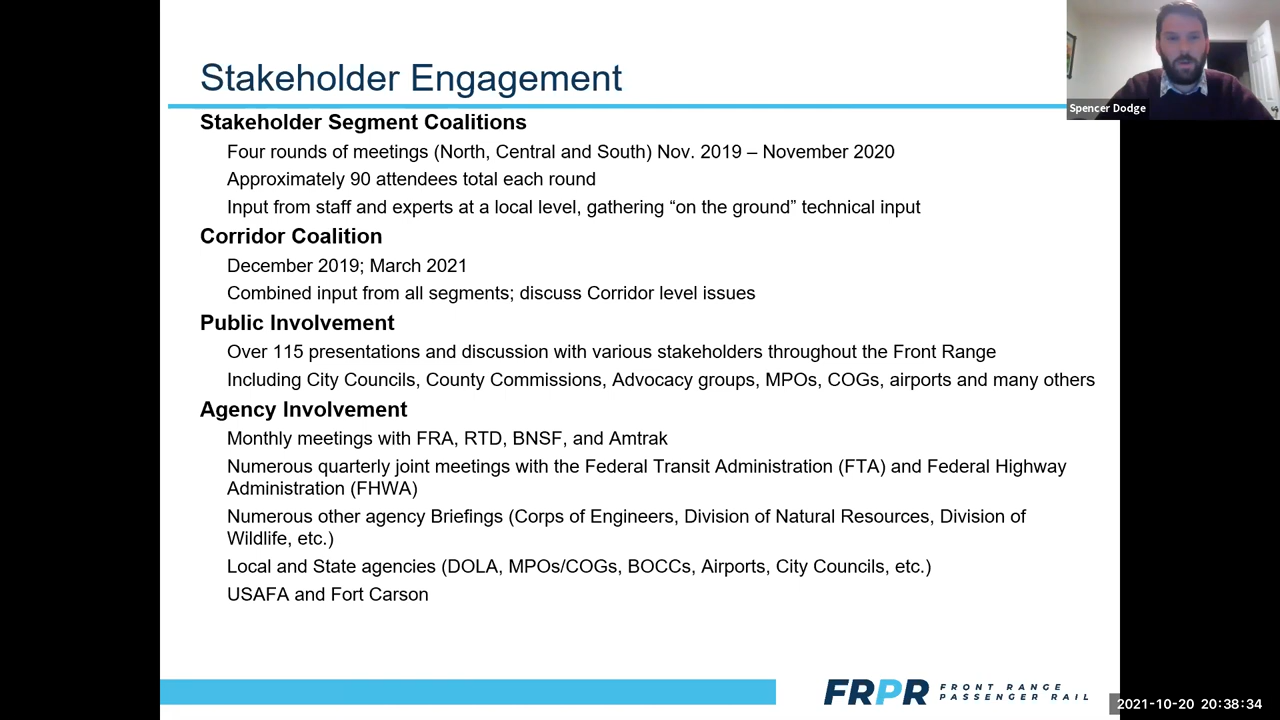 Stakeholder Engagement
Spencer Dodge
Stakeholder Segment Coalitions
Four rounds of meetings (North, Central and South) Nov. 2019 – November 2020
Approximately 90 attendees total each round
Input from staff and experts at a local level, gathering “on the ground” technical input
Corridor Coalition
December 2019; March 2021
Combined input from all segments; discuss Corridor level issues
Public Involvement
Over 115 presentations and discussion with various stakeholders throughout the Front Range
Including City Councils, County Commissions, Advocacy groups, MPOs, COGs, airports and many others
Agency Involvement
Monthly meetings with FRA, RTD, BNSF, and Amtrak
Numerous quarterly joint meetings with the Federal Transit Administration (FTA) and Federal Highway
Administration (FHWA)
Numerous other agency Briefings (Corps of Engineers, Division of Natural Resources, Division of
Wildlife, etc.)
Local and State agencies (DOLA, MPOs/COGs, BOCCs, Airports, City Councils, etc.)
USAFA and Fort Carson
FRPR
FRONT RANGE
PASSENGER RAIL
2021-10-20 20:38:34